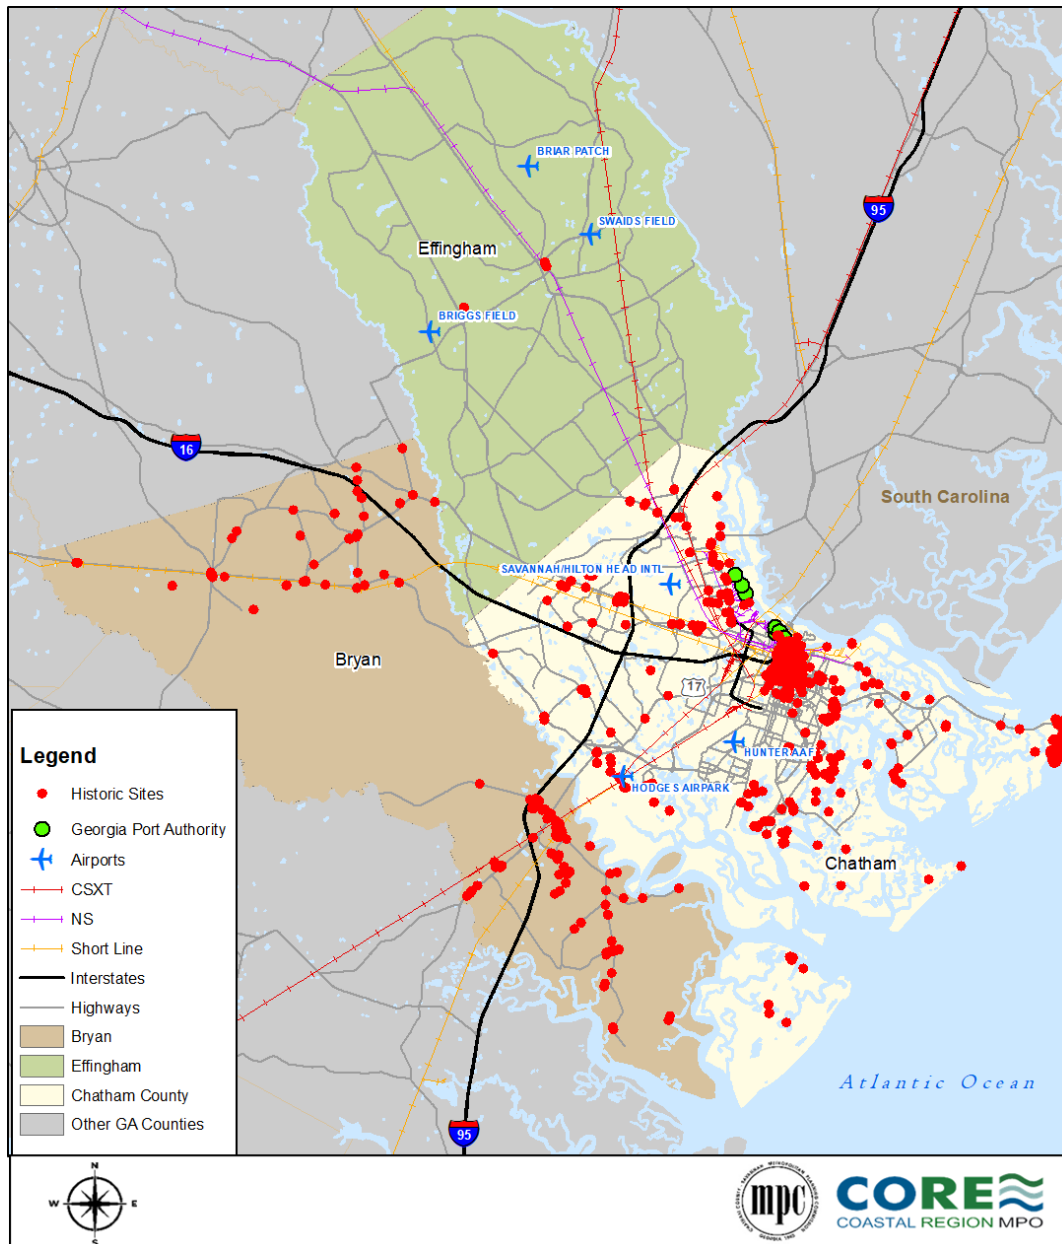 BRIAR PATCH
95
SWAIDS FIELD
Effingham
BRIGGS FIELD
16
South Carolina
SAVANNAH/HILTON HEAD INTL
Bryan
17
HUNTER AAF
HODGES AIRPARK
Chatham
Atlantic Ocean
95
Legend
Historic Sites
Georgia Port Authority
Airports
CSXT
NS
Short Line
Interstates
Highways
Bryan
Effingham
Chatham County
Other GA Counties
N
W E
S
mpc
CORE
COASTAL REGION MPO